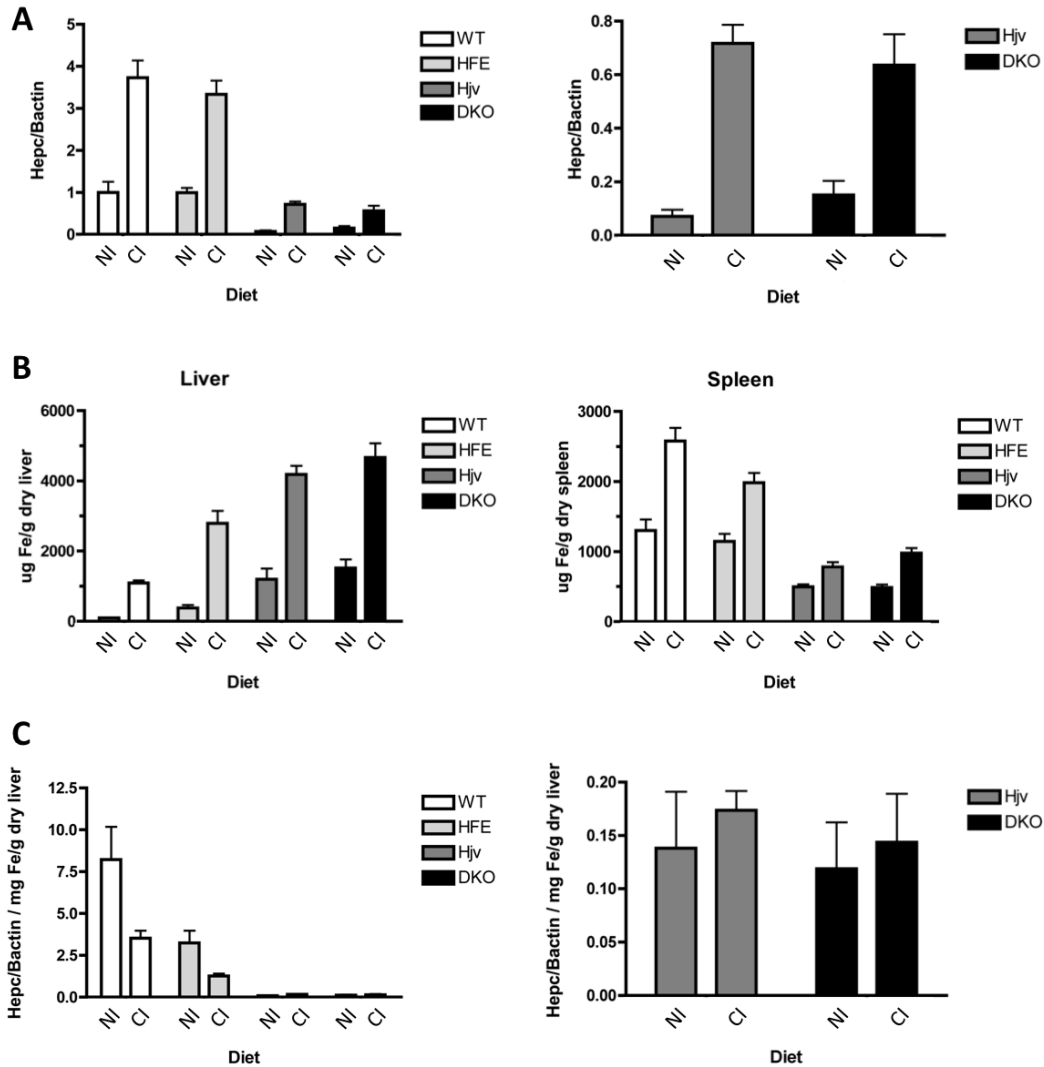 A
Hepc/Bactin
5
4
3
2
1
0
NI CI NI CI NI CI NI CI
Diet
WT
HFE
Hjv
DKO
Hepc/Bactin
0.8
0.6
0.4
0.2
0.0
NI CI NI CI
Diet
Hjv
DKO
B
Liver
ug Fe/g dry liver
6000
4000
2000
0
NI CI NI CI NI CI NI CI
Diet
WT
HFE
Hjv
DKO
Spleen
ug Fe/g dry spleen
3000
2000
1000
0
NI CI NI CI NI CI NI CI
Diet
WT
HFE
Hjv
DKO
C
Hepc/Bactin / mg Fe/g dry liver
12.5
10.0
7.5
5.0
2.5
0.0
NI CI NI CI NI CI NI CI
Diet
WT
HFE
Hjv
DKO
Hepc/Bactin / mg Fe/g dry liver
0.20
0.15
0.10
0.05
0.00
NI CI NI CI
Diet
Hjv
DKO